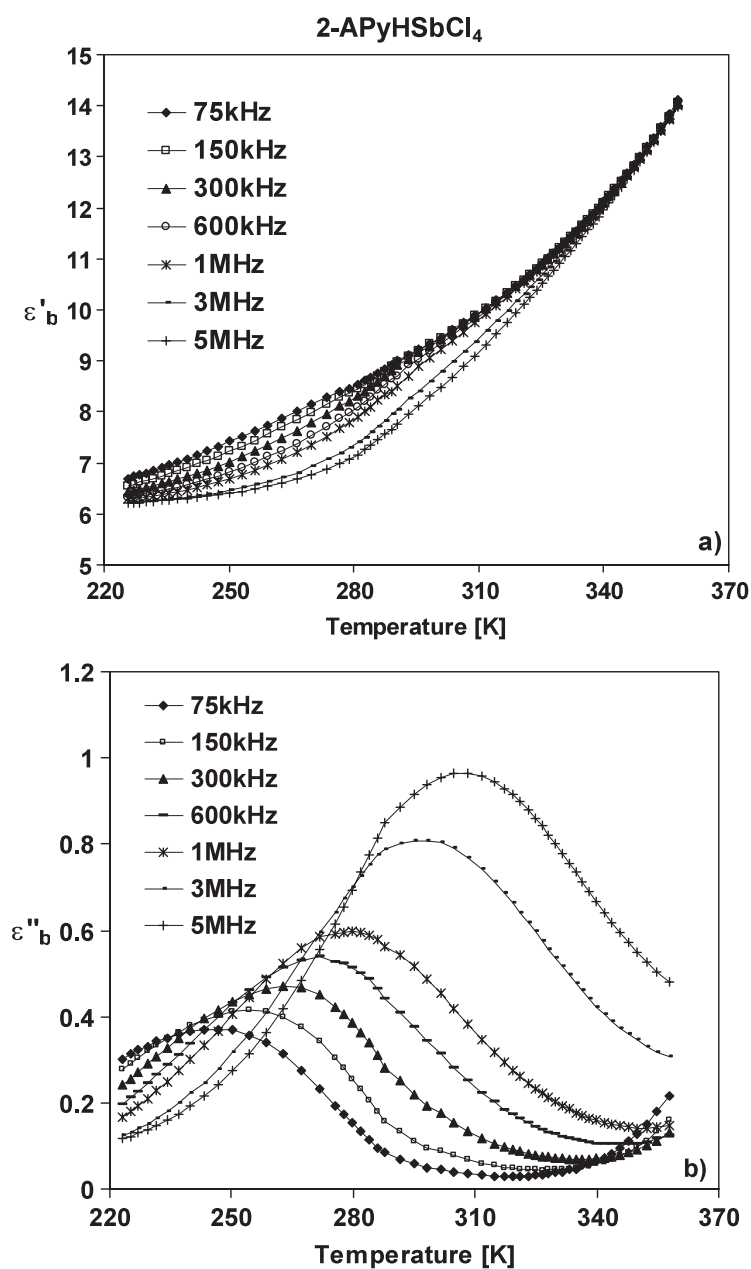 2-APyHSbCl₄
15
14
13
12
11
10
9
8
7
6
5
ε'b
75kHz
150kHz
300kHz
600kHz
1MHz
3MHz
5MHz
a)
220 250 280 310 340 370
Temperature [K]
1.2
1
0.8
0.6
0.4
0.2
0
ε"b
75kHz
150kHz
300kHz
600kHz
1MHz
3MHz
5MHz
b)
220 250 280 310 340 370
Temperature [K]